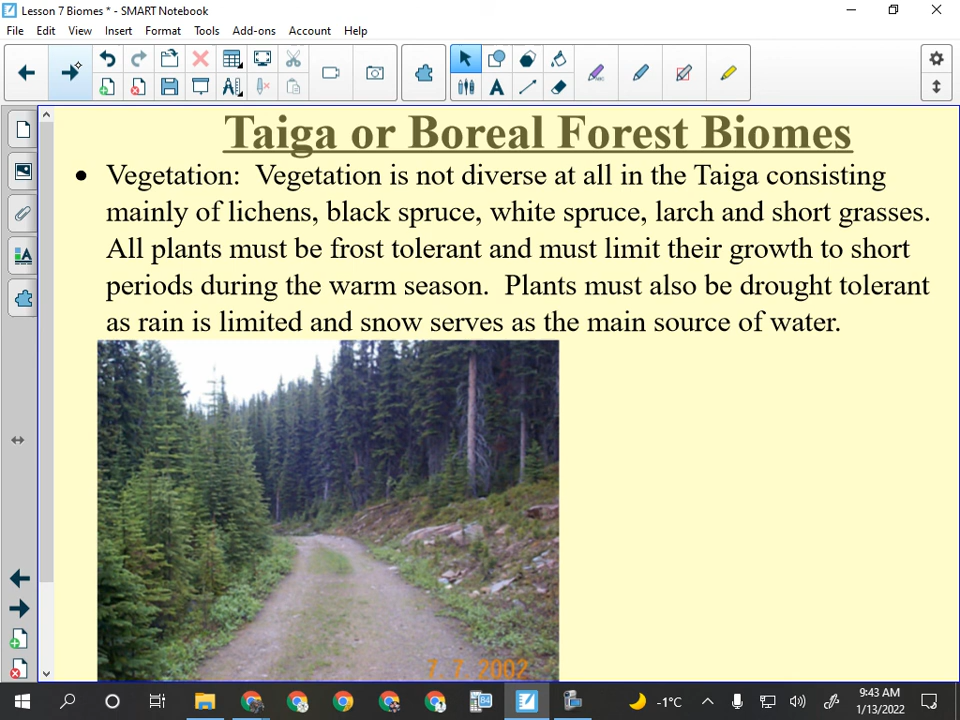 Lesson 7 Biomes * - SMART Notebook
File Edit View Insert Format Tools Add-ons Account Help
Taiga or Boreal Forest Biomes
• Vegetation: Vegetation is not diverse at all in the Taiga consisting
mainly of lichens, black spruce, white spruce, larch and short grasses.
All plants must be frost tolerant and must limit their growth to short
periods during the warm season. Plants must also be drought tolerant
as rain is limited and snow serves as the main source of water.
7. 7. 2002
-1°C
9:43 AM
1/13/2022